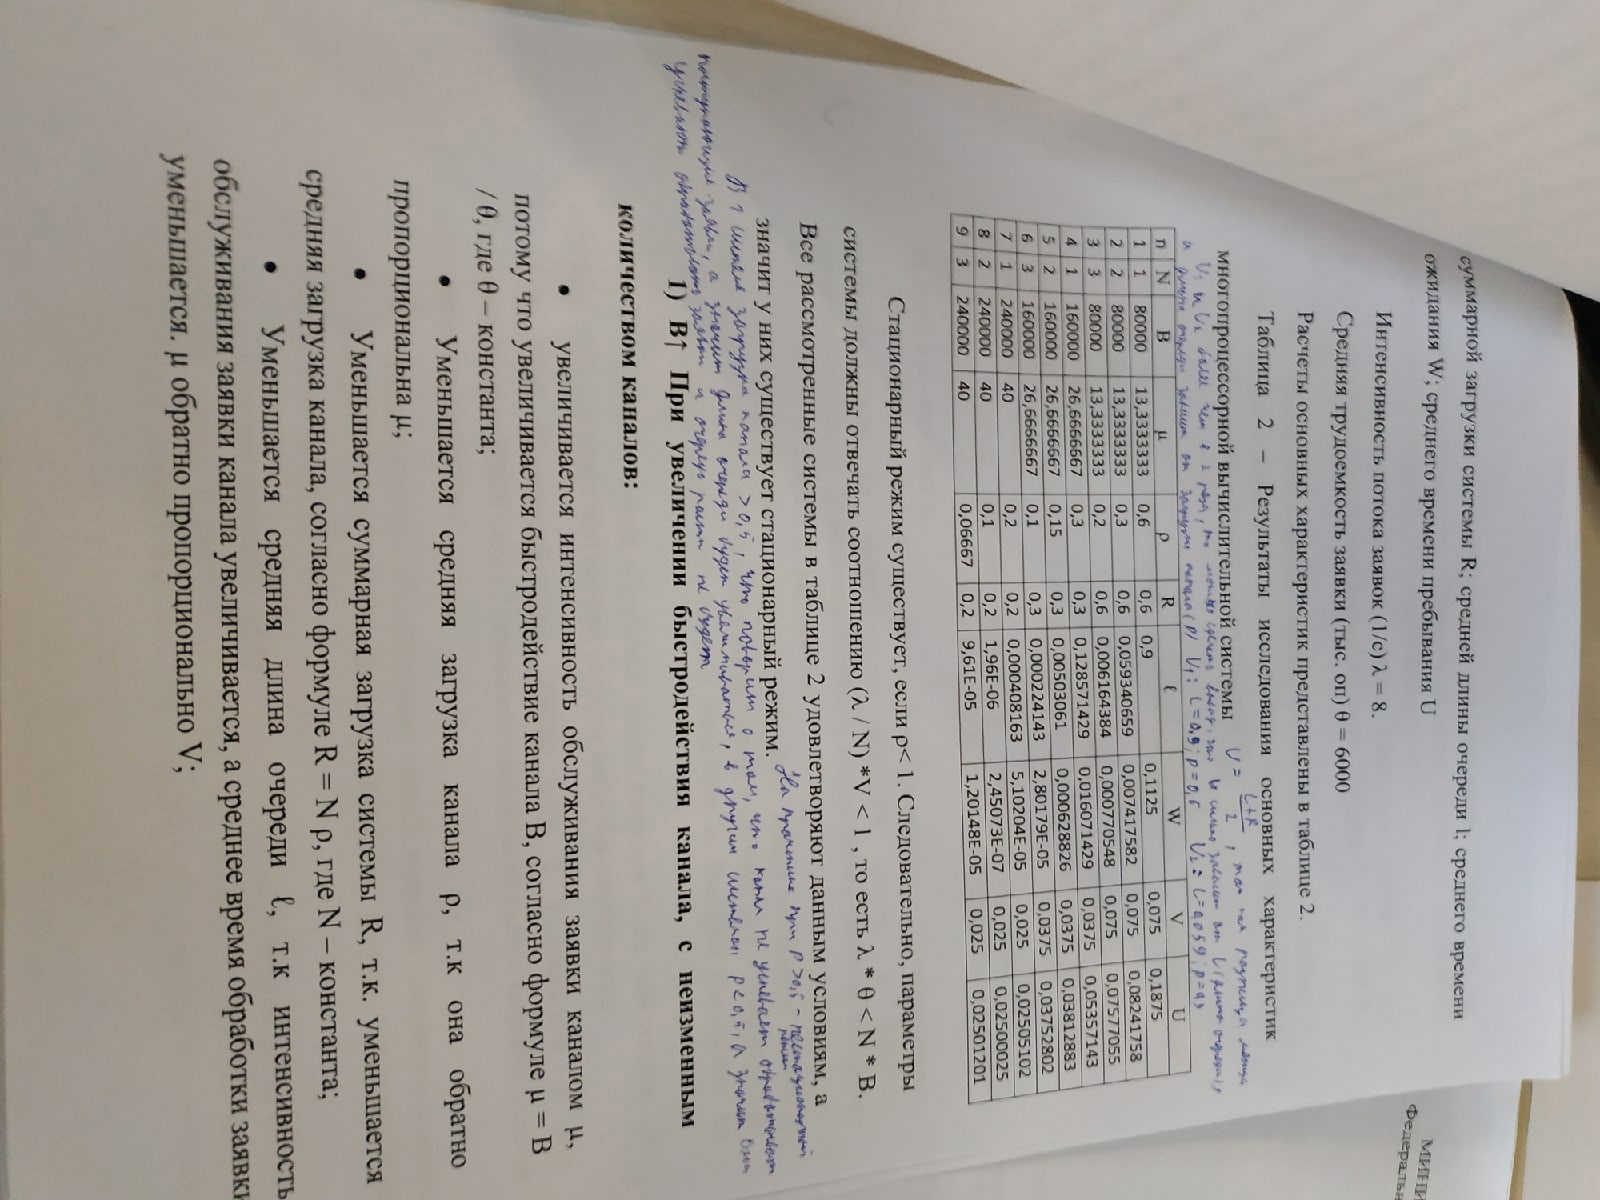 суммарной загрузки системы R; средней длины очереди l; среднего времени
ожидания W; среднего времени пребывания U
МИНИ
Федеральн
Интенсивность потока заявок (1/с) λ = 8.
Средняя трудоемкость заявки (тыс. оп) θ = 6000
Расчеты основных характеристик представлены в таблице 2.
Таблица 2 – Результаты исследования основных характеристик
многопроцессорной вычислительной системы U = L+R / 2 , так как разница между
U₁ и U₂ более чем в 2 раза, то можно сделать вывод, что U сильно зависит от L (длины очереди),
а длина очереди зависит от загрузки канала (P) U₁: L=0,9; p=0,6 U₂: L=0,059; p=0,3
n N B μ ρ R ℓ W V U
1 1 80000 13,3333333 0,6 0,6 0,9 0,1125 0,075 0,1875
2 2 80000 13,3333333 0,3 0,6 0,059340659 0,007417582 0,075 0,08241758
3 3 80000 13,3333333 0,2 0,6 0,006164384 0,000770548 0,075 0,07577055
4 1 160000 26,6666667 0,3 0,3 0,128571429 0,016071429 0,0375 0,05357143
5 2 160000 26,6666667 0,15 0,3 0,00503061 0,000628826 0,0375 0,03812883
6 3 160000 26,6666667 0,1 0,3 0,000224143 2,80179E-05 0,0375 0,03752802
7 1 240000 40 0,2 0,2 0,000408163 5,10204E-05 0,025 0,02505102
8 2 240000 40 0,1 0,2 1,96E-06 2,45073E-07 0,025 0,02500025
9 3 240000 40 0,06667 0,2 9,61E-05 1,20148E-05 0,025 0,02501201
Стационарный режим существует, если ρ< 1. Следовательно, параметры
системы должны отвечать соотношению (λ / N) *V < 1 , то есть λ * θ < N * B.
Все рассмотренные системы в таблице 2 удовлетворяют данным условиям, а
значит у них существует стационарный режим. На практике при P >0,5 - нестационарный
режим
В 1 системе загрузка канала > 0,5, что говорит о том, что канал не успевает обрабатывать
поступающие заявки, а значит длина очереди будет увеличиваться, в других системах p<0,5, а значит они
успевают обрабатывать заявки и очередь расти не будет
1) B↑ При увеличении быстродействия канала, с неизменным
количеством каналов:
• увеличивается интенсивность обслуживания заявки каналом μ,
потому что увеличивается быстродействие канала B, согласно формуле μ = B
/ θ, где θ – константа;
• Уменьшается средняя загрузка канала ρ, т.к она обратно
пропорциональна μ;
• Уменьшается суммарная загрузка системы R, т.к. уменьшается
средняя загрузка канала, согласно формуле R = N ρ, где N – константа;
• Уменьшается средняя длина очереди ℓ, т.к интенсивность
обслуживания заявки канала увеличивается, а среднее время обработки заявки
уменьшается. μ обратно пропорционально V;